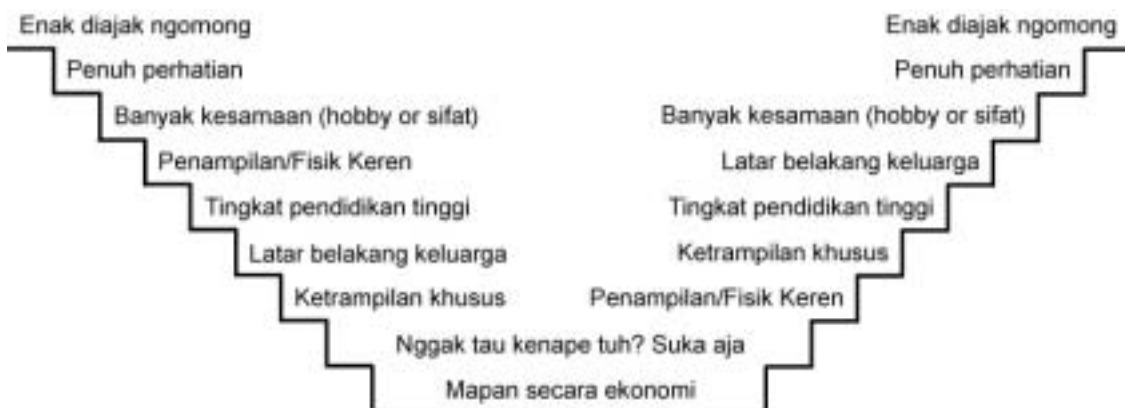 Enak diajak ngomong Enak diajak ngomong
Penuh perhatian Penuh perhatian
Banyak kesamaan (hobby or sifat) Banyak kesamaan (hobby or sifat)
Penampilan/Fisik Keren Latar belakang keluarga
Tingkat pendidikan tinggi Tingkat pendidikan tinggi
Latar belakang keluarga Ketrampilan khusus
Ketrampilan khusus Penampilan/Fisik Keren
Nggak tau kenape tuh? Suka aja
Mapan secara ekonomi